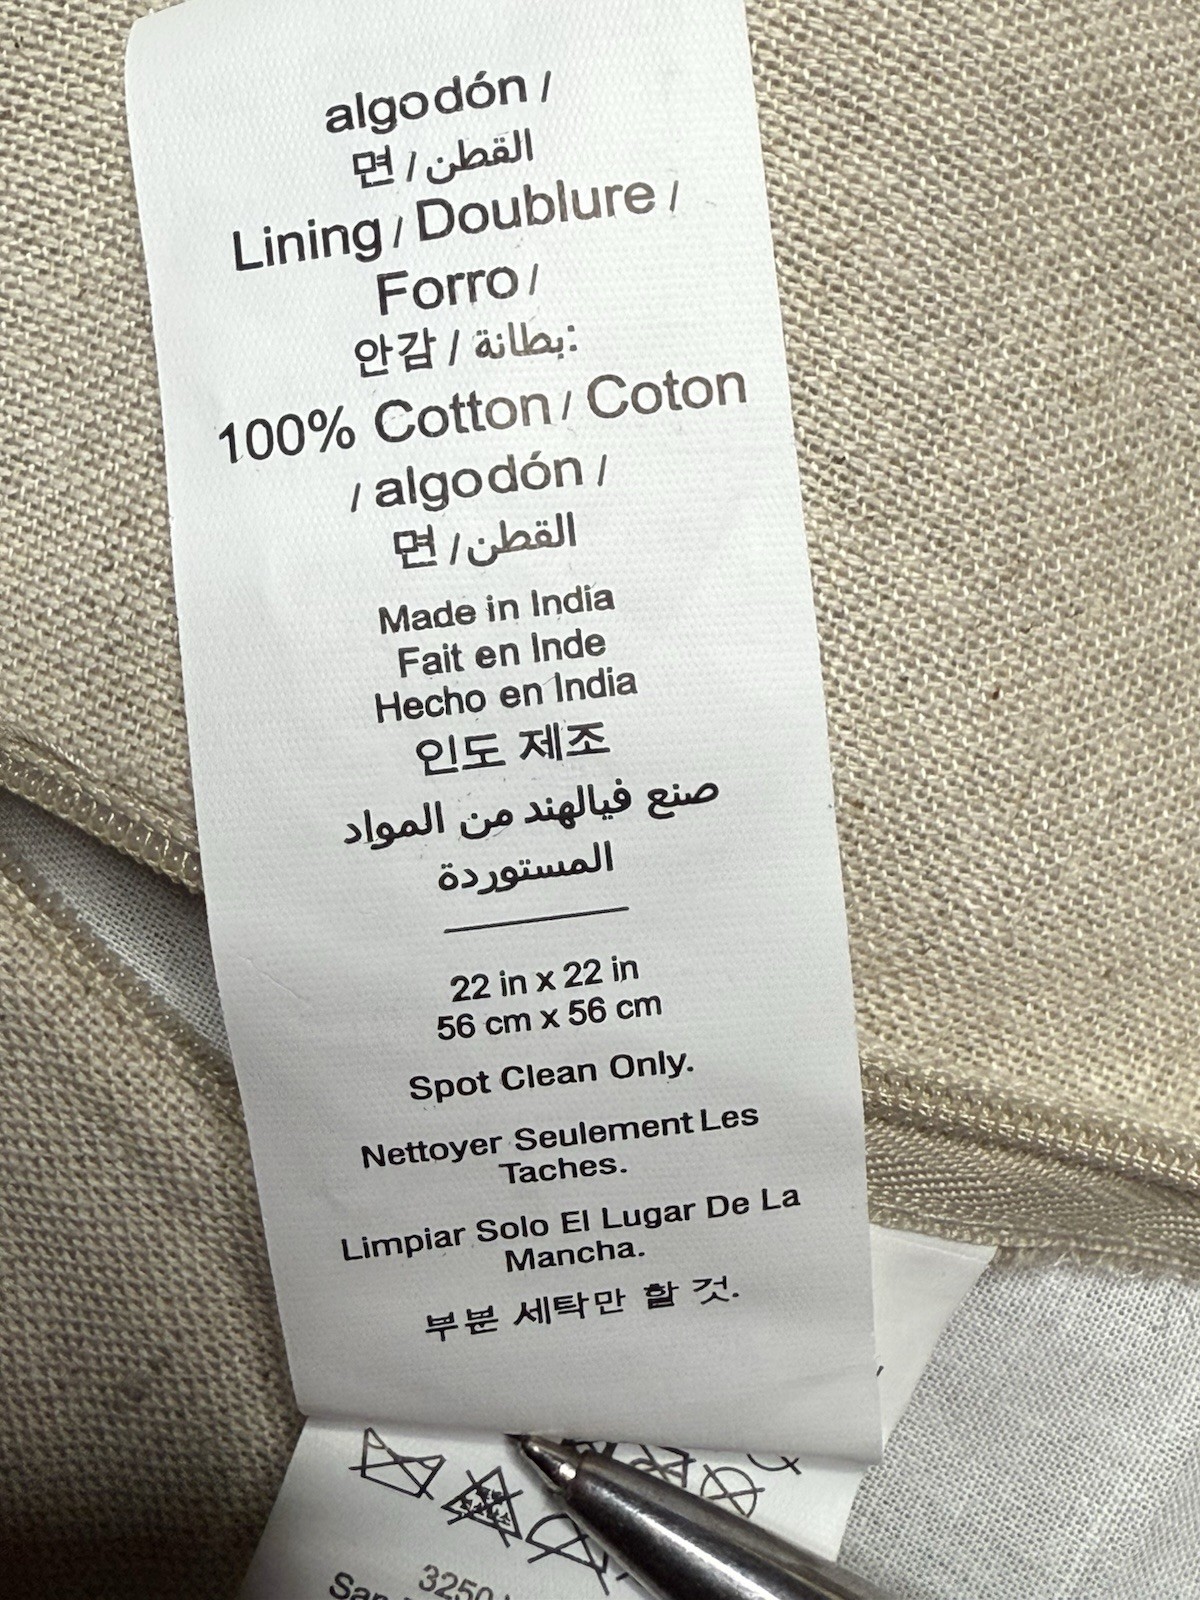 algodón /
면 / القطن
Lining / Doublure /
Forro /
안감 / بطانة:
100% Cotton / Coton
/ algodón /
면 / القطن
Made in India
Fait en Inde
Hecho en India
인도 제조
صنع فيالهند من المواد
المستوردة
22 in x 22 in
56 cm x 56 cm
Spot Clean Only.
Nettoyer Seulement Les
Taches.
Limpiar Solo El Lugar De La
Mancha.
부분 세탁만 할 것.
3250
San